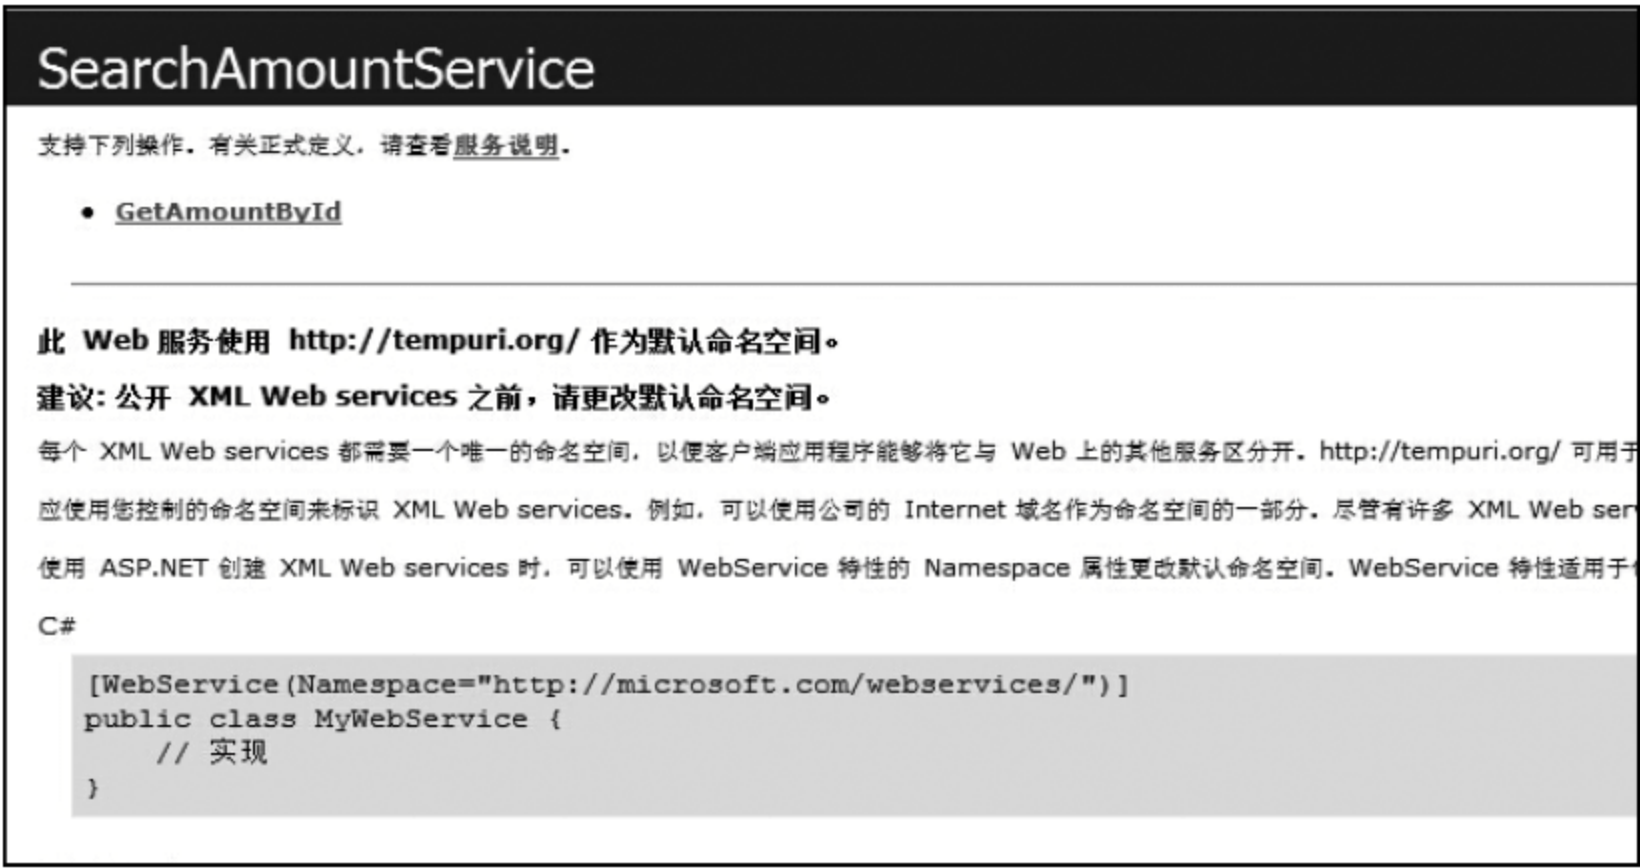 SearchAmountService
支持下列操作。有关正式定义，请查看服务说明。
• GetAmountById
此 Web 服务使用 http://tempuri.org/ 作为默认命名空间。
建议: 公开 XML Web services 之前，请更改默认命名空间。
每个 XML Web services 都需要一个唯一的命名空间，以便客户端应用程序能够将它与 Web 上的其他服务区分开。http://tempuri.org/ 可用于
应使用您控制的命名空间来标识 XML Web services。例如，可以使用公司的 Internet 域名作为命名空间的一部分。尽管有许多 XML Web ser
使用 ASP.NET 创建 XML Web services 时，可以使用 WebService 特性的 Namespace 属性更改默认命名空间。WebService 特性适用于
C#
[WebService(Namespace="http://microsoft.com/webservices/")]
public class MyWebService {
// 实现
}